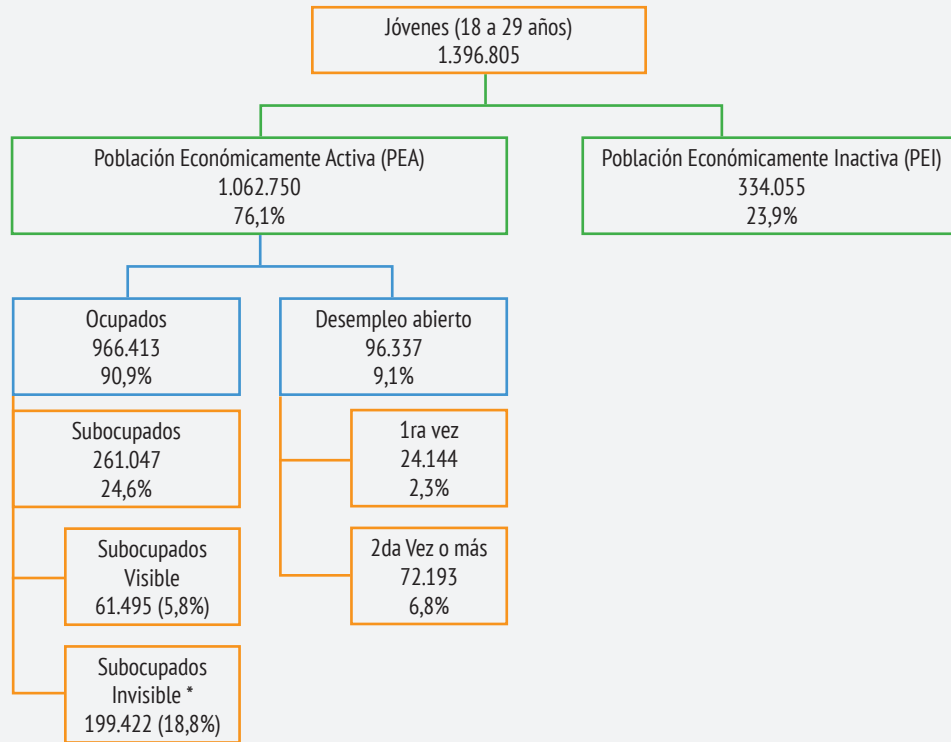 Jóvenes (18 a 29 años)
1.396.805
Población Económicamente Activa (PEA)
1.062.750
76,1%
Población Económicamente Inactiva (PEI)
334.055
23,9%
Ocupados
966.413
90,9%
Desempleo abierto
96.337
9,1%
Subocupados
261.047
24,6%
1ra vez
24.144
2,3%
Subocupados
Visible
61.495 (5,8%)
2da Vez o más
72.193
6,8%
Subocupados
Invisible *
199.422 (18,8%)